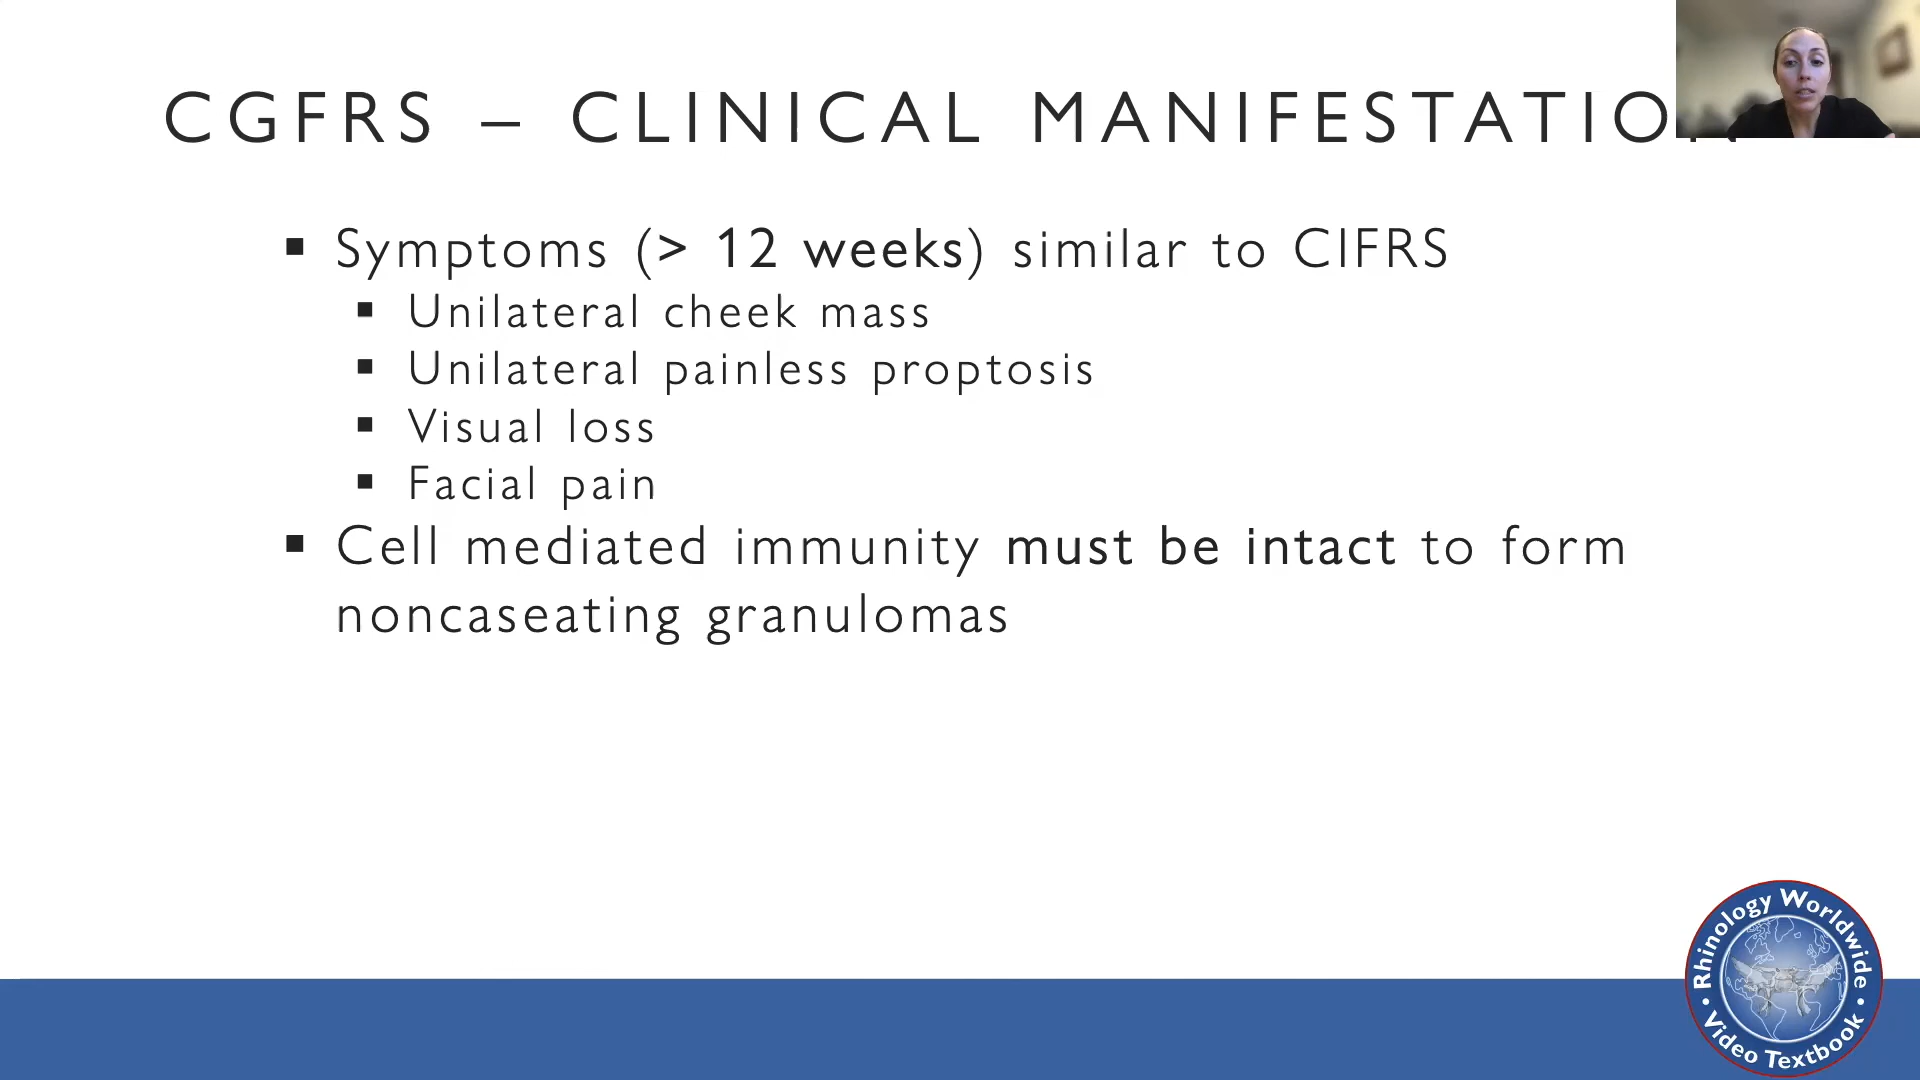 CGFRS – CLINICAL MANIFESTATION
▪ Symptoms (> 12 weeks) similar to CIFRS
▪ Unilateral cheek mass
▪ Unilateral painless proptosis
▪ Visual loss
▪ Facial pain
▪ Cell mediated immunity must be intact to form
noncaseating granulomas
Rhinology Worldwide
• Video Textbook •